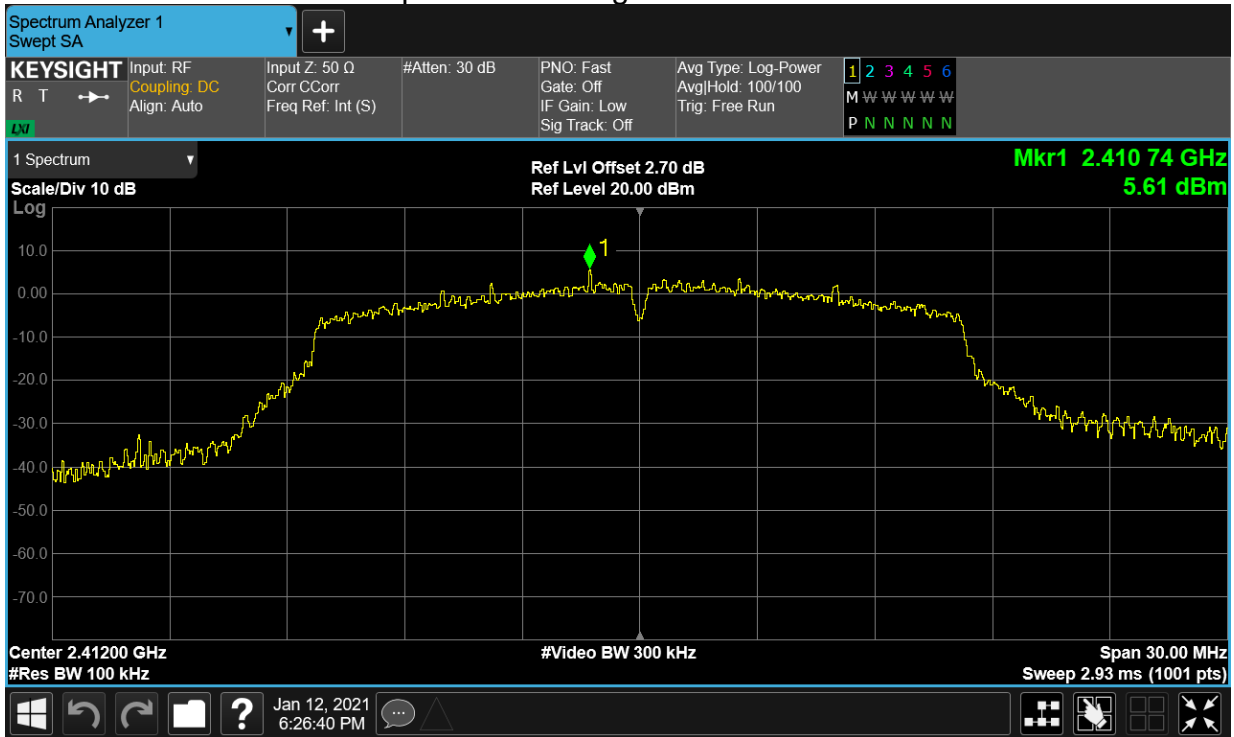 Spectrum Analyzer 1
Swept SA
+
KEYSIGHT
R T
LXI
Input: RF
Coupling: DC
Align: Auto
Input Z: 50 Ω
Corr CCorr
Freq Ref: Int (S)
#Atten: 30 dB
PNO: Fast
Gate: Off
IF Gain: Low
Sig Track: Off
Avg Type: Log-Power
Avg|Hold: 100/100
Trig: Free Run
1 2 3 4 5 6
M W W W W W
P N N N N N
1 Spectrum
Scale/Div 10 dB
Log
Ref Lvl Offset 2.70 dB
Ref Level 20.00 dBm
Mkr1 2.410 74 GHz
5.61 dBm
1
10.0
0.00
-10.0
-20.0
-30.0
-40.0
-50.0
-60.0
-70.0
Center 2.41200 GHz
#Res BW 100 kHz
#Video BW 300 kHz
Span 30.00 MHz
Sweep 2.93 ms (1001 pts)
?
Jan 12, 2021
6:26:40 PM